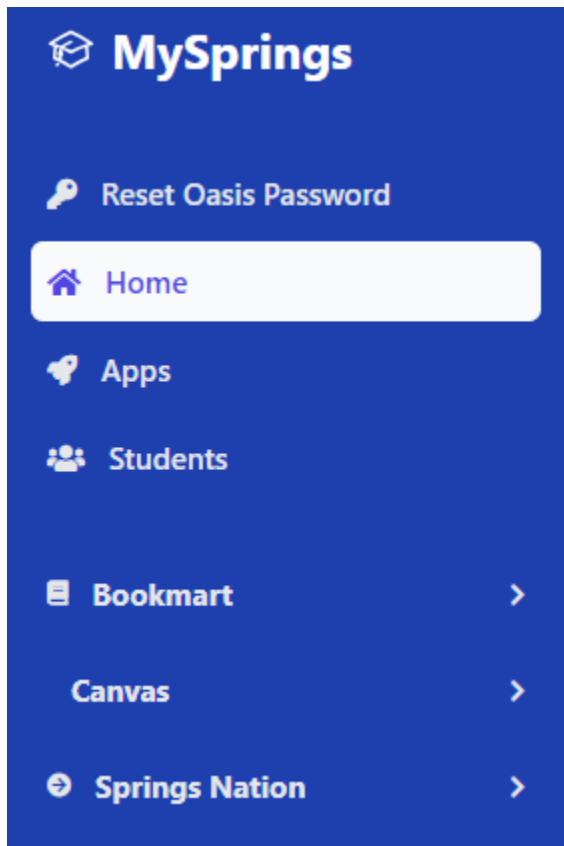 MySprings
Reset Oasis Password
Home
Apps
Students
Bookmart
Canvas
Springs Nation